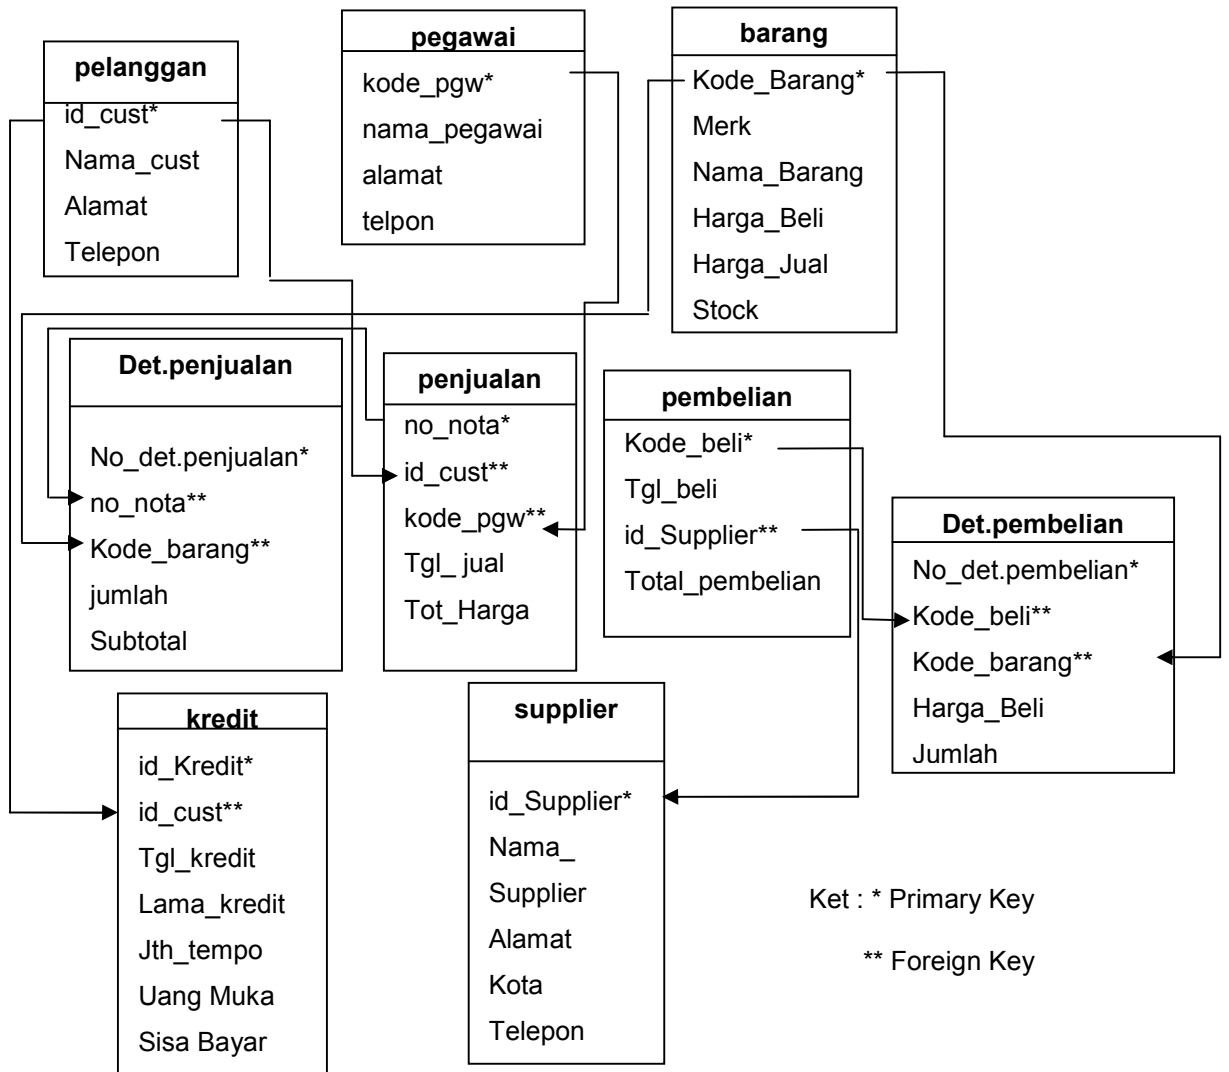 pelanggan
id_cust*
Nama_cust
Alamat
Telepon
pegawai
kode_pgw*
nama_pegawai
alamat
telpon
barang
Kode_Barang*
Merk
Nama_Barang
Harga_Beli
Harga_Jual
Stock
Det.penjualan
No_det.penjualan*
no_nota**
Kode_barang**
jumlah
Subtotal
penjualan
no_nota*
id_cust**
kode_pgw**
Tgl_ jual
Tot_Harga
pembelian
Kode_beli*
Tgl_beli
id_Supplier**
Total_pembelian
Det.pembelian
No_det.pembelian*
Kode_beli**
Kode_barang**
Harga_Beli
Jumlah
kredit
id_Kredit*
id_cust**
Tgl_kredit
Lama_kredit
Jth_tempo
Uang Muka
Sisa Bayar
supplier
id_Supplier*
Nama_
Supplier
Alamat
Kota
Telepon
Ket : * Primary Key
** Foreign Key